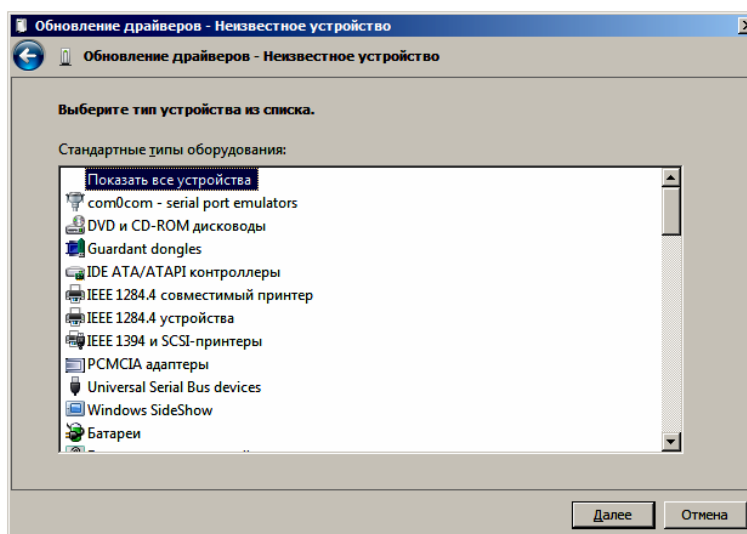 Обновление драйверов - Неизвестное устройство
Обновление драйверов - Неизвестное устройство
Выберите тип устройства из списка.
Стандартные типы оборудования:
Показать все устройства
com0com - serial port emulators
DVD и CD-ROM дисководы
Guardant dongles
IDE ATA/ATAPI контроллеры
IEEE 1284.4 совместимый принтер
IEEE 1284.4 устройства
IEEE 1394 и SCSI-принтеры
PCMCIA адаптеры
Universal Serial Bus devices
Windows SideShow
Батареи
Далее
Отмена